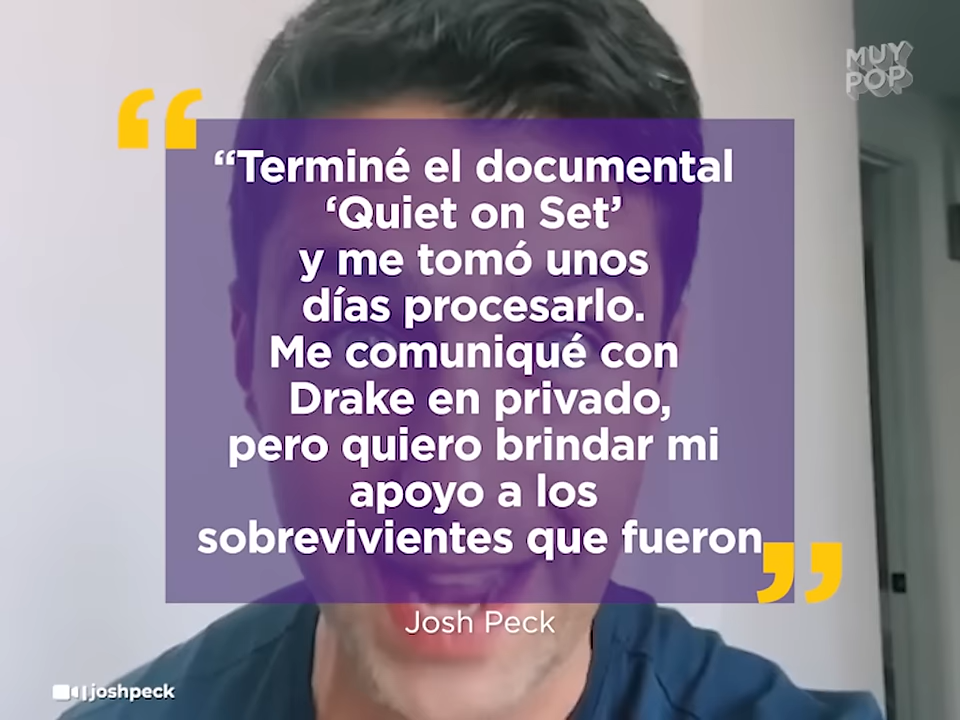 MUY
POP
“Terminé el documental
‘Quiet on Set’
y me tomó unos
días procesarlo.
Me comuniqué con
Drake en privado,
pero quiero brindar mi
apoyo a los
sobrevivientes que fueron
”
Josh Peck
joshpeck